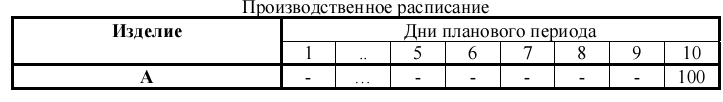 Производственное расписание
Изделие Дни планового периода
1 .. 5 6 7 8 9 10
А - ... - - - - - 100